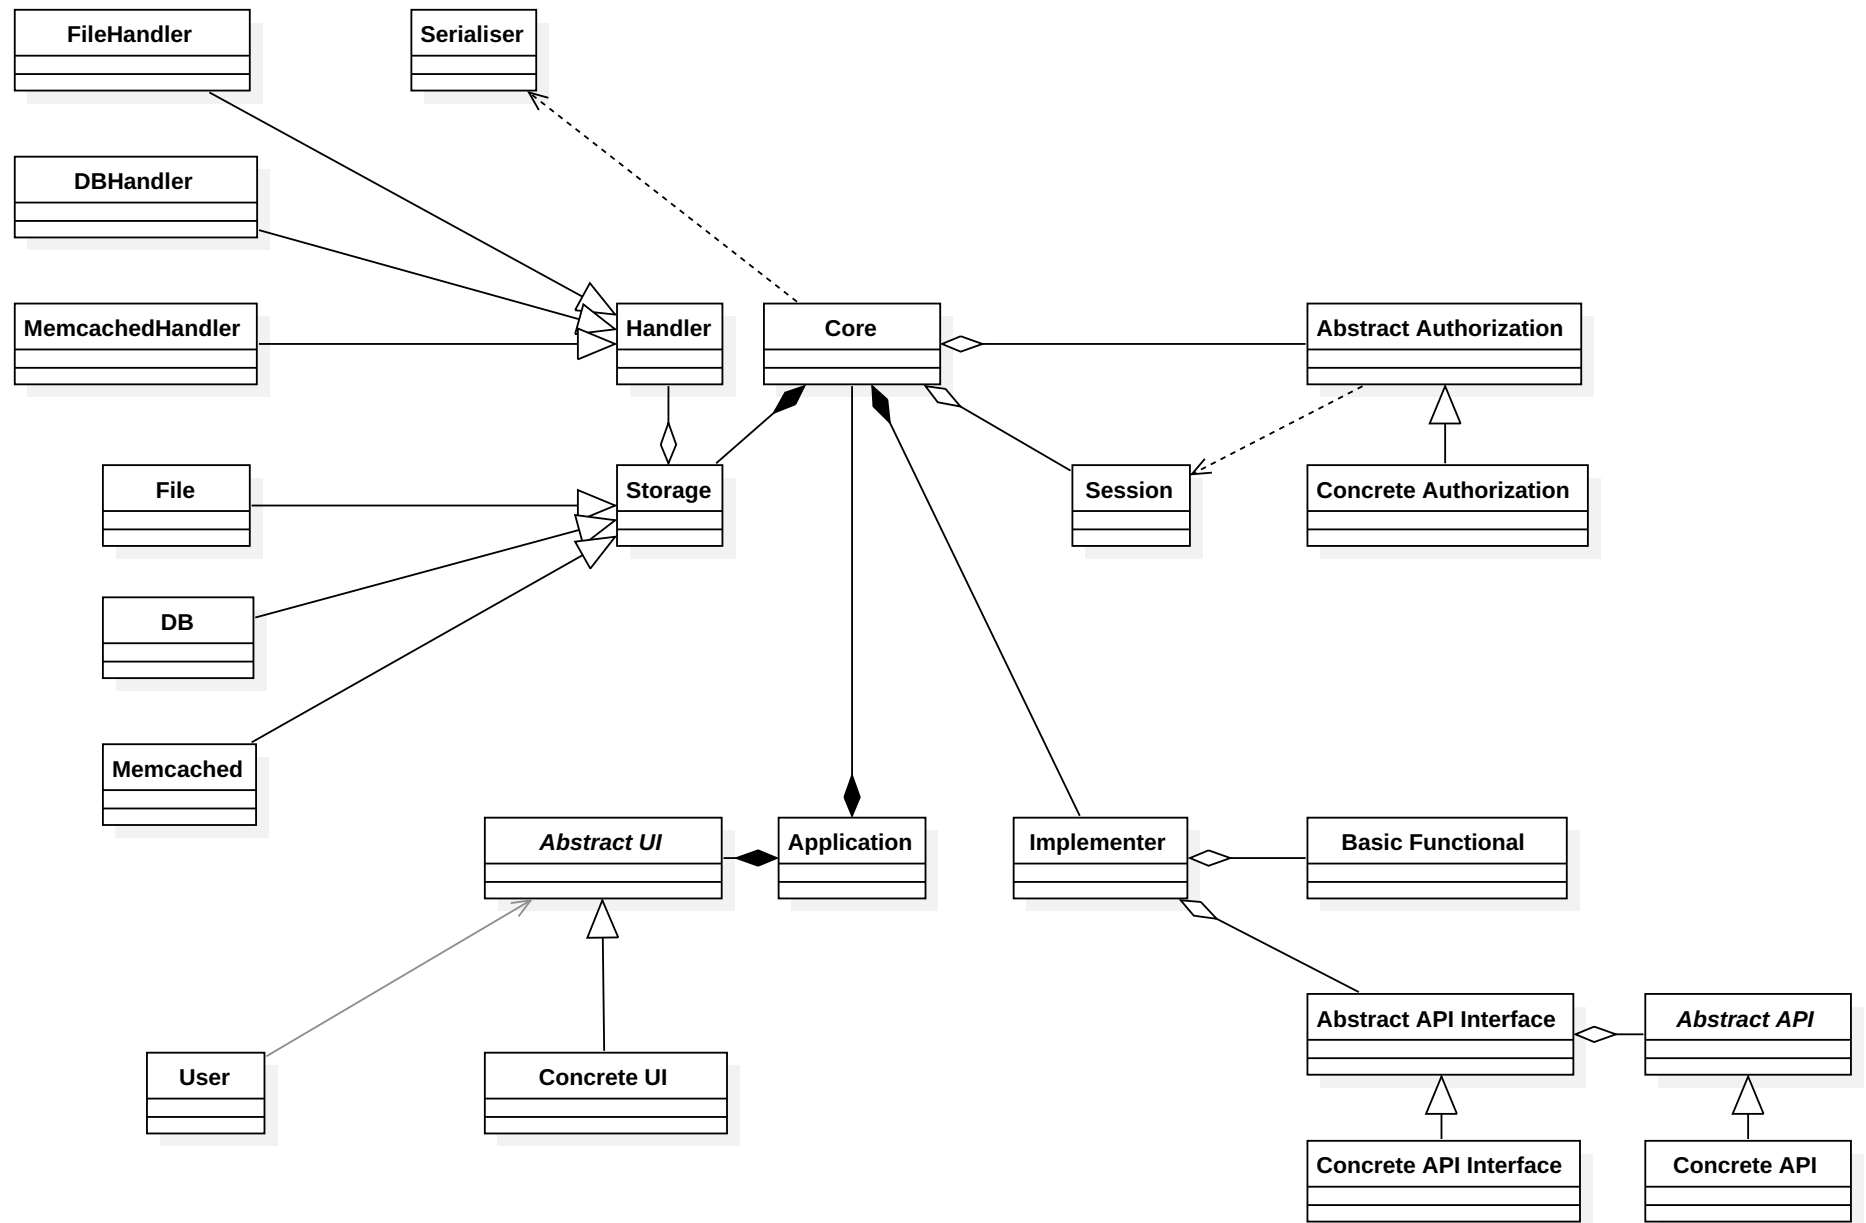 FileHandler
Serialiser
DBHandler
MemcachedHandler
Handler
Core
Abstract Authorization
File
Storage
Session
Concrete Authorization
DB
Memcached
Abstract UI
Application
Implementer
Basic Functional
Abstract API Interface
Abstract API
User
Concrete UI
Concrete API Interface
Concrete API